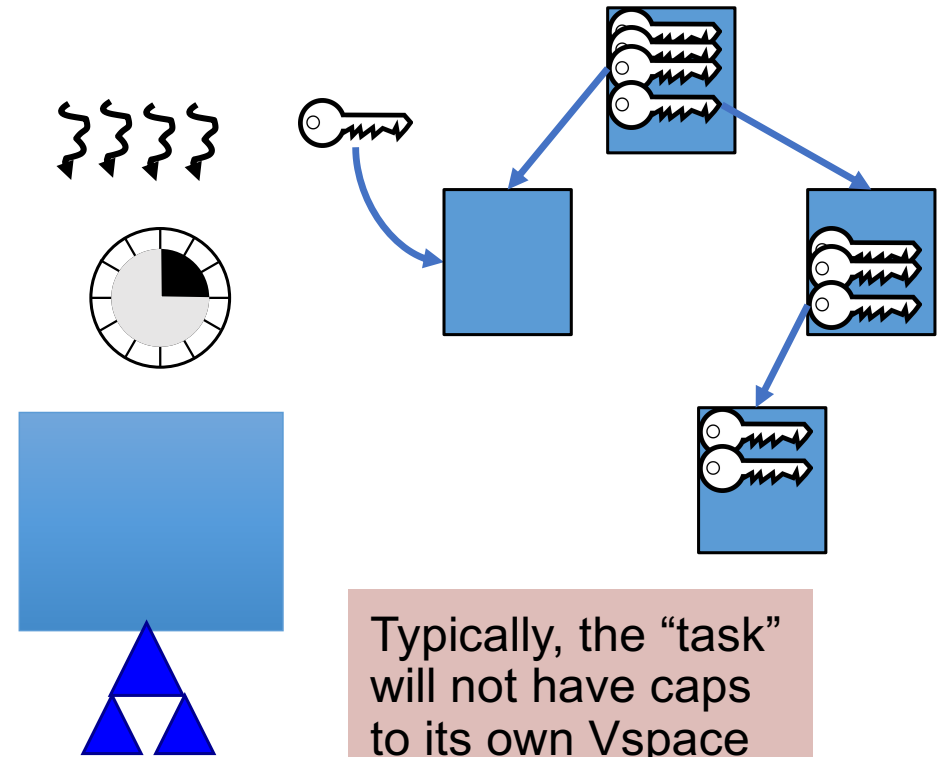 Typically, the “task”
will not have caps
to its own Vspace